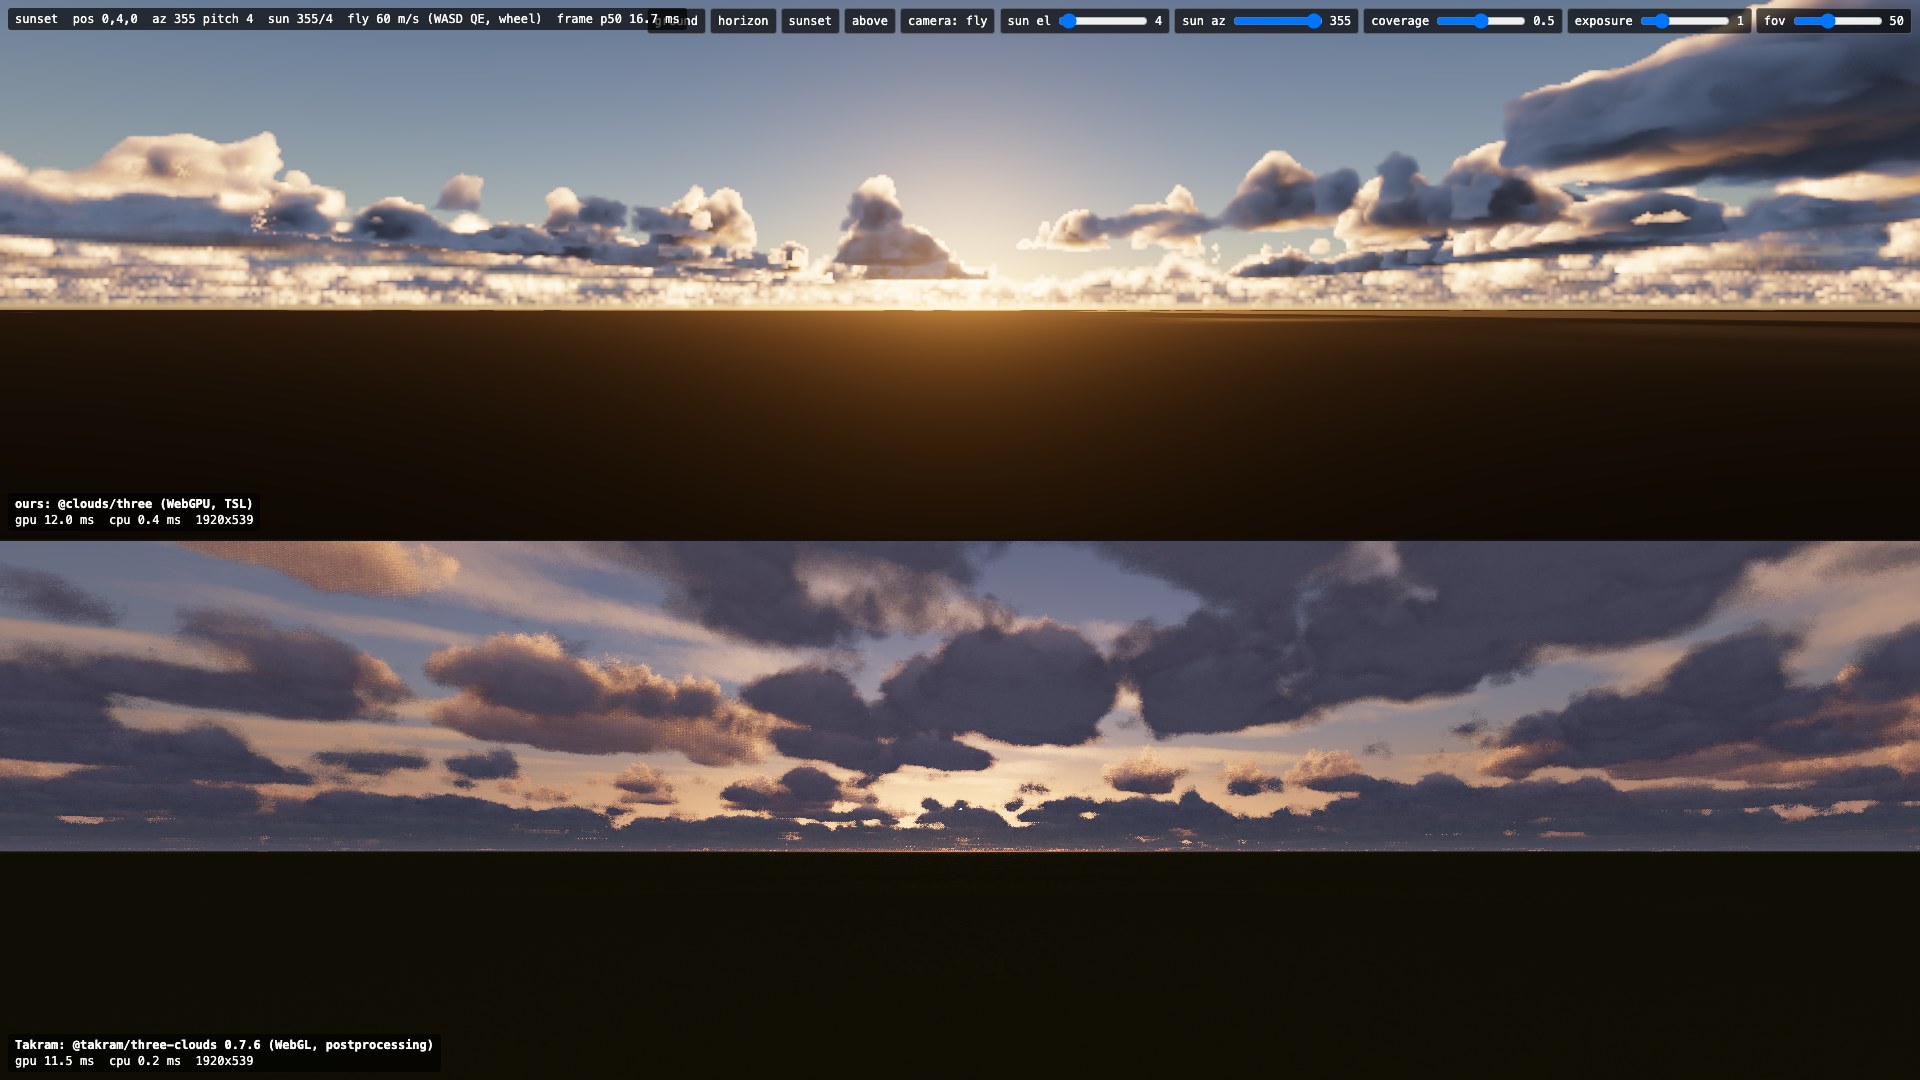 sunset pos 0,4,0 az 355 pitch 4 sun 355/4 fly 60 m/s (WASD QE, wheel) frame p50 16.7 ms
horizon sunset above camera: fly sun el 4 sun az 355 coverage 0.5 exposure 1 fov 50
ours: @clouds/three (WebGPU, TSL)
gpu 12.0 ms cpu 0.4 ms 1920x539
Takram: @takram/three-clouds 0.7.6 (WebGL, postprocessing)
gpu 11.5 ms cpu 0.2 ms 1920x539